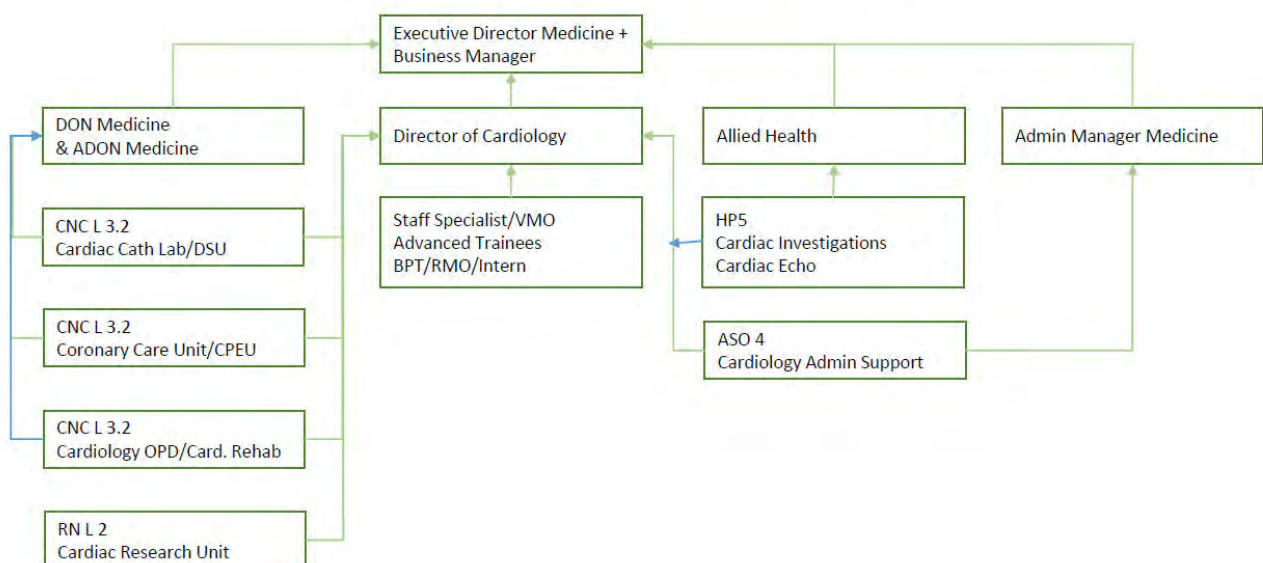 Executive Director Medicine +
Business Manager
DON Medicine
& ADON Medicine
Director of Cardiology
Allied Health
Admin Manager Medicine
CNC L 3.2
Cardiac Cath Lab/DSU
Staff Specialist/VMO
Advanced Trainees
BPT/RMO/Intern
HP5
Cardiac Investigations
Cardiac Echo
CNC L 3.2
Coronary Care Unit/CPEU
ASO 4
Cardiology Admin Support
CNC L 3.2
Cardiology OPD/Card. Rehab
RN L 2
Cardiac Research Unit